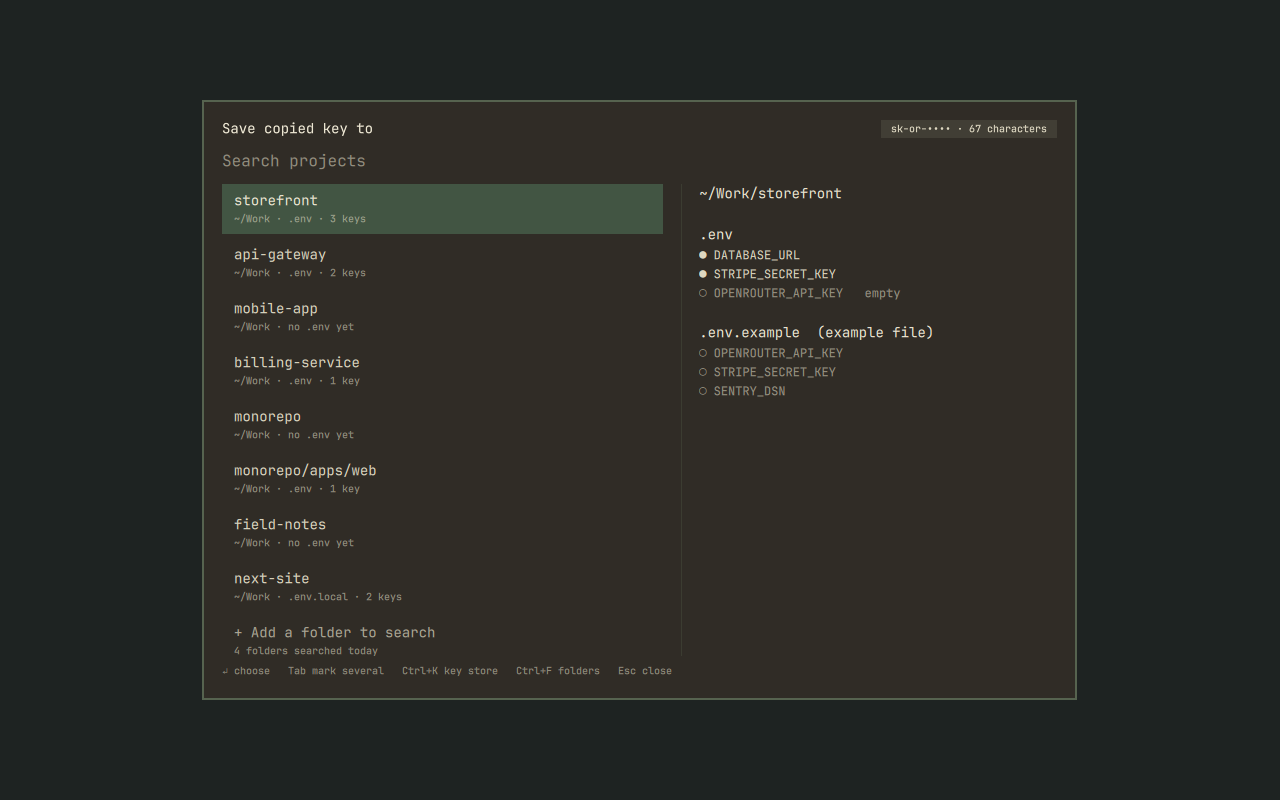 Save copied key to
sk-or-•••• · 67 characters
Search projects
storefront
~/Work · .env · 3 keys
api-gateway
~/Work · .env · 2 keys
mobile-app
~/Work · no .env yet
billing-service
~/Work · .env · 1 key
monorepo
~/Work · no .env yet
monorepo/apps/web
~/Work · .env · 1 key
field-notes
~/Work · no .env yet
next-site
~/Work · .env.local · 2 keys
+ Add a folder to search
4 folders searched today
~/Work/storefront
.env
● DATABASE_URL
● STRIPE_SECRET_KEY
○ OPENROUTER_API_KEY empty
.env.example (example file)
○ OPENROUTER_API_KEY
○ STRIPE_SECRET_KEY
○ SENTRY_DSN
⏎ choose Tab mark several Ctrl+K key store Ctrl+F folders Esc close